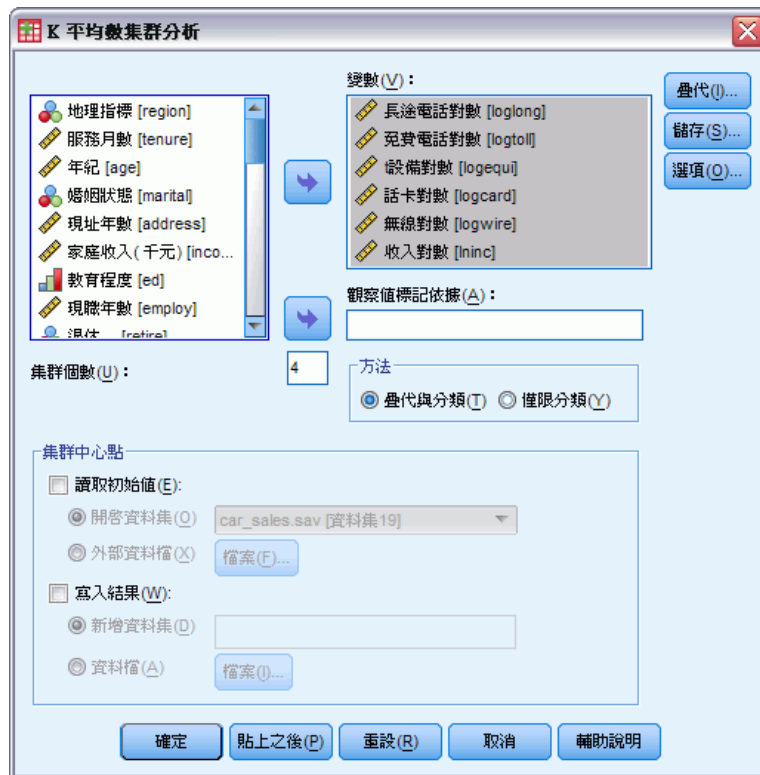 K 平均數集群分析
地理指標 [region]
服務月數 [tenure]
年紀 [age]
婚姻狀態 [marital]
現址年數 [address]
家庭收入(千元) [inco...
教育程度 [ed]
現職年數 [employ]
退休 [retire]
變數(V)：
長途電話對數 [loglong]
免費電話對數 [logtoll]
設備對數 [logequi]
話卡對數 [logcard]
無線對數 [logwire]
收入對數 [lninc]
疊代(I)...
儲存(S)...
選項(O)...
觀察值標記依據(A)：
集群個數(U)：
4
方法
疊代與分類(T)
僅限分類(Y)
集群中心點
讀取初始值(E):
開啓資料集(O)
car_sales.sav [資料集19]
外部資料檔(X)
檔案(F)...
寫入結果(W):
新增資料集(D)
資料檔(A)
檔案(I)...
確定
貼上之後(P)
重設(R)
取消
輔助說明